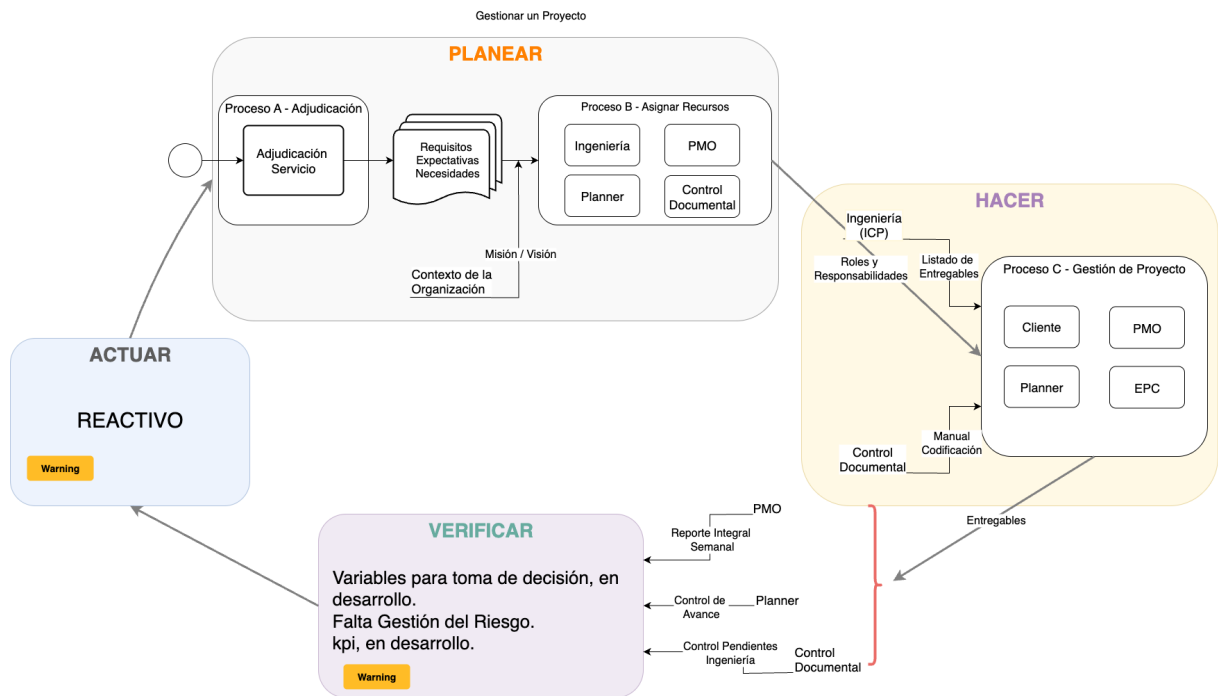 Gestionar un Proyecto
PLANEAR
Proceso A - Adjudicación
Adjudicación
Servicio
Requisitos
Expectativas
Necesidades
Proceso B - Asignar Recursos
Ingeniería
PMO
Planner
Control
Documental
Misión / Visión
Contexto de la
Organización
HACER
Ingeniería
(ICP)
Roles y
Responsabilidades
Listado de
Entregables
Proceso C - Gestión de Proyecto
Cliente
PMO
Planner
EPC
Manual
Codificación
Control
Documental
Entregables
ACTUAR
REACTIVO
Warning
VERIFICAR
Variables para toma de decisión, en
desarrollo.
Falta Gestión del Riesgo.
kpi, en desarrollo.
Warning
PMO
Reporte Integral
Semanal
Control de
Avance
Planner
Control Pendientes
Ingeniería
Control
Documental